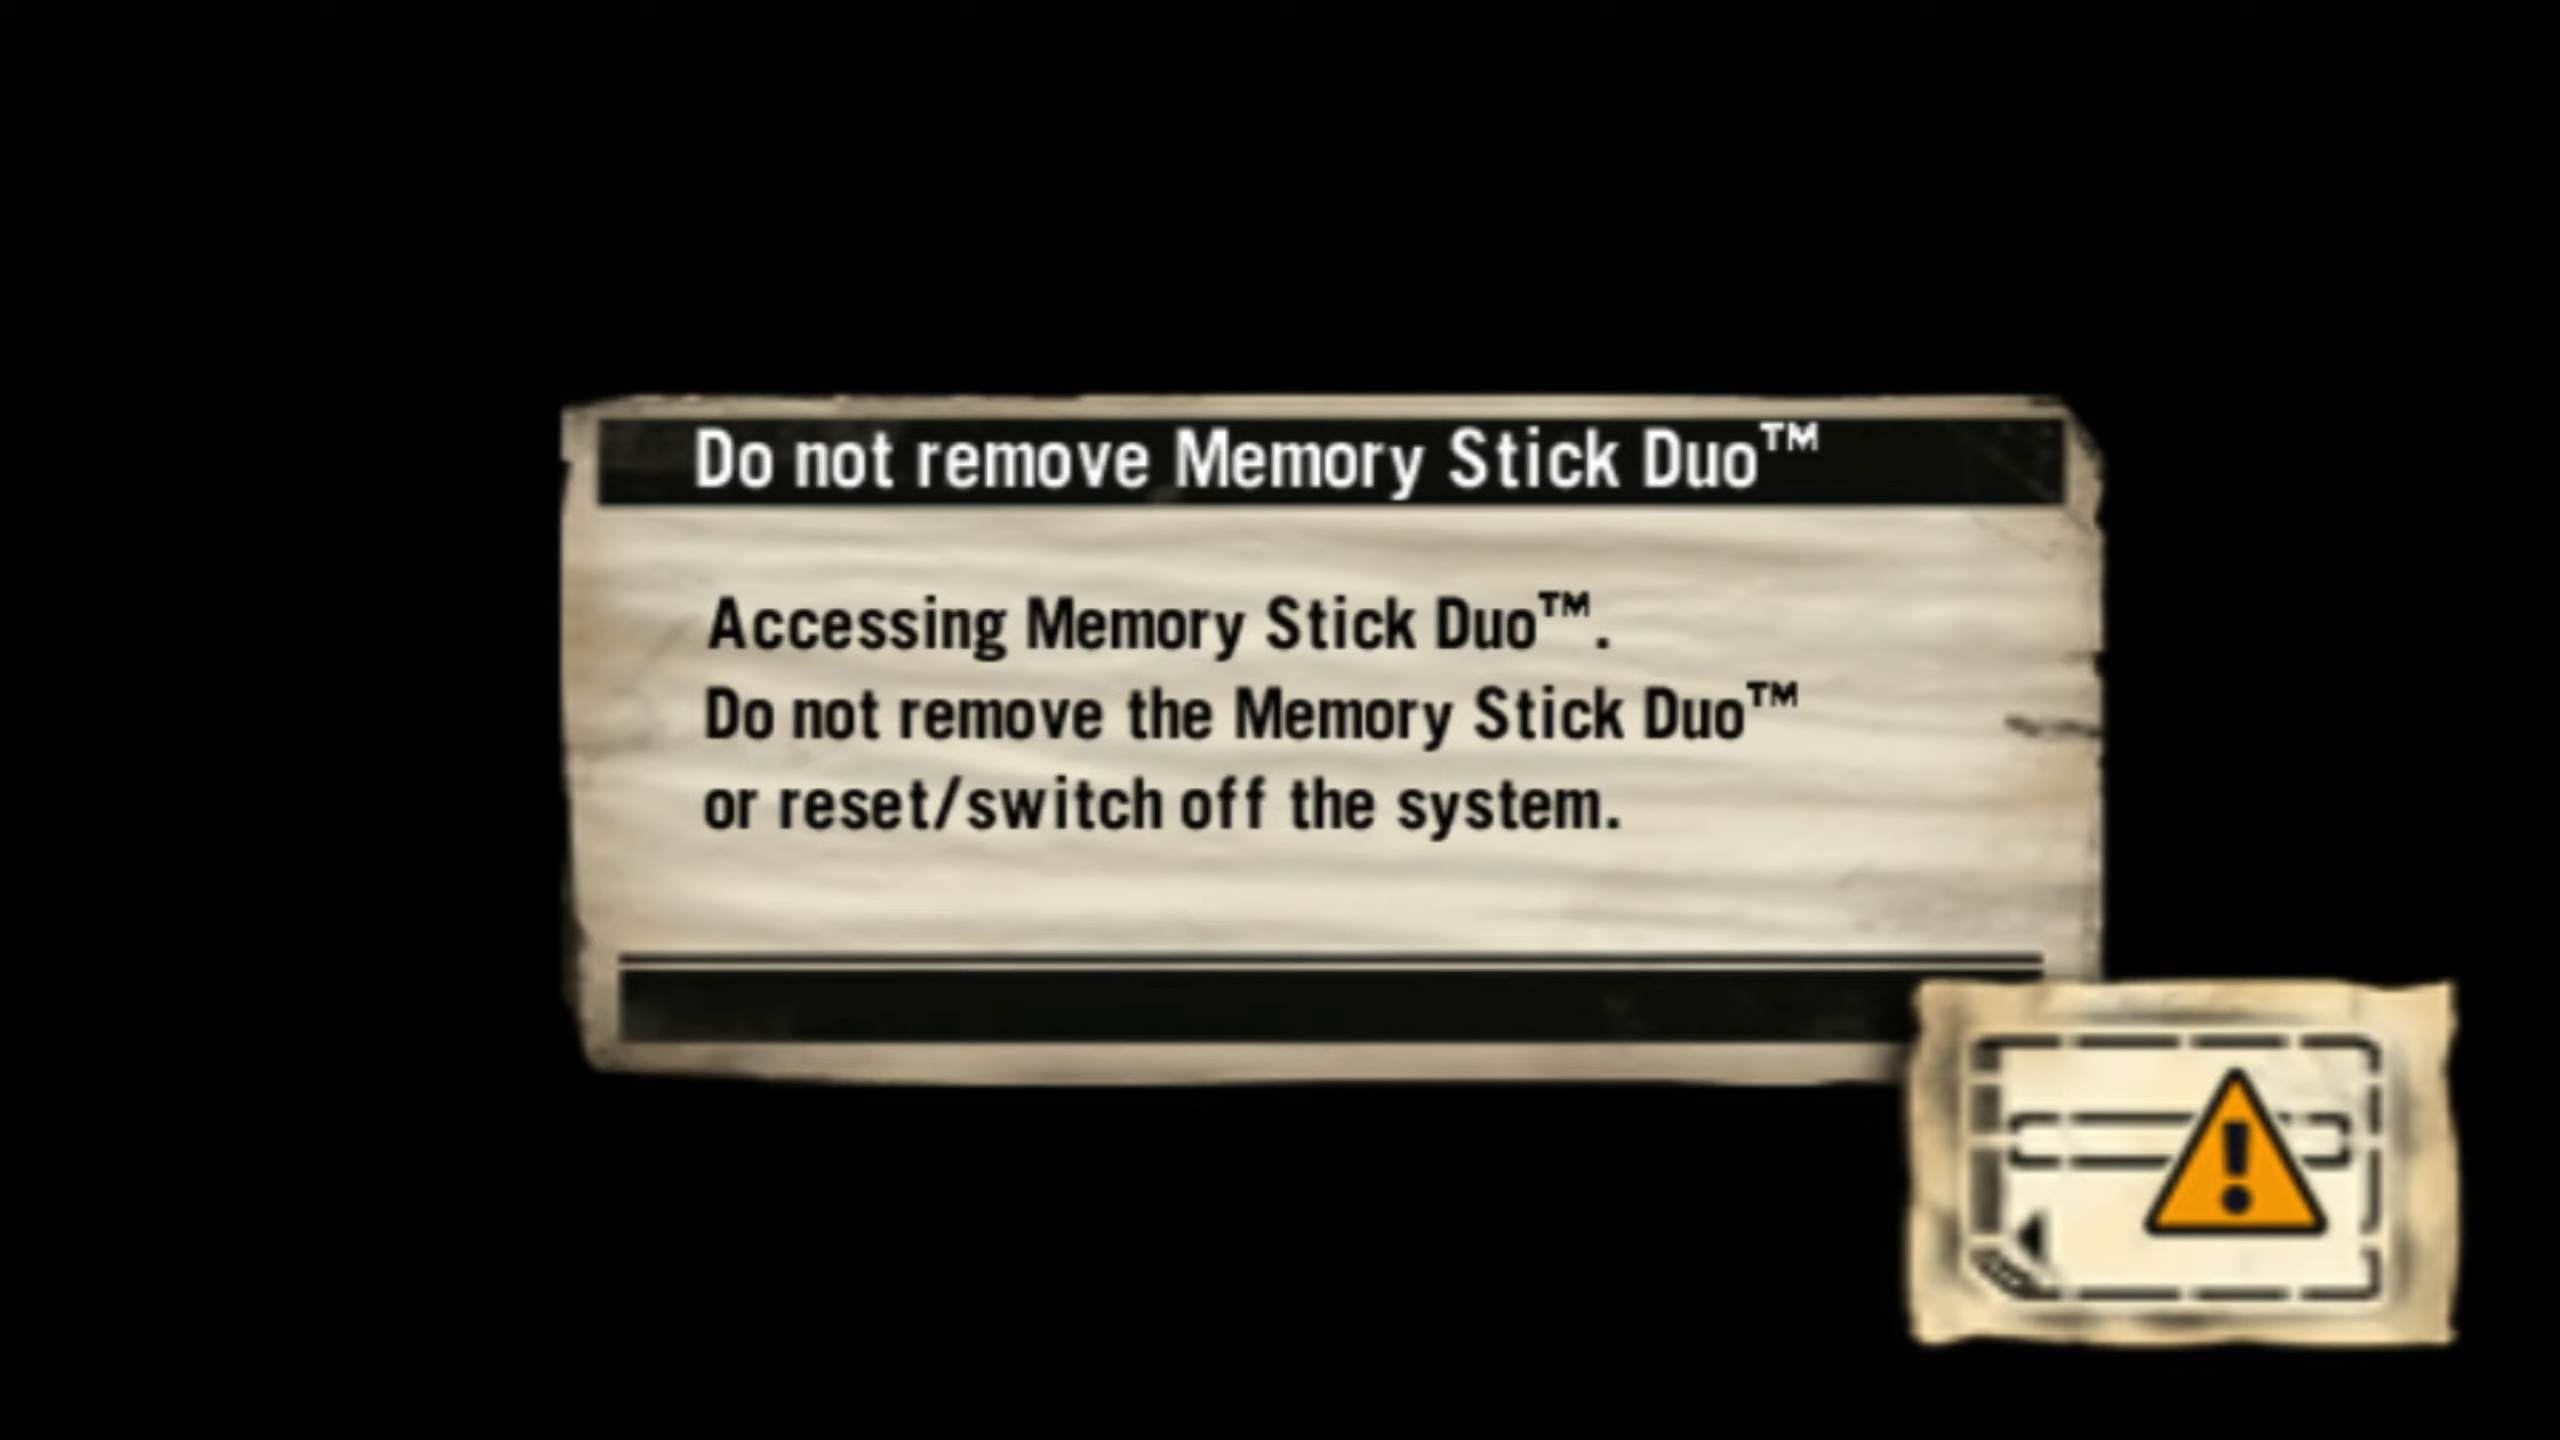 Do not remove Memory Stick Duo™
Accessing Memory Stick Duo™.
Do not remove the Memory Stick Duo™
or reset/switch off the system.